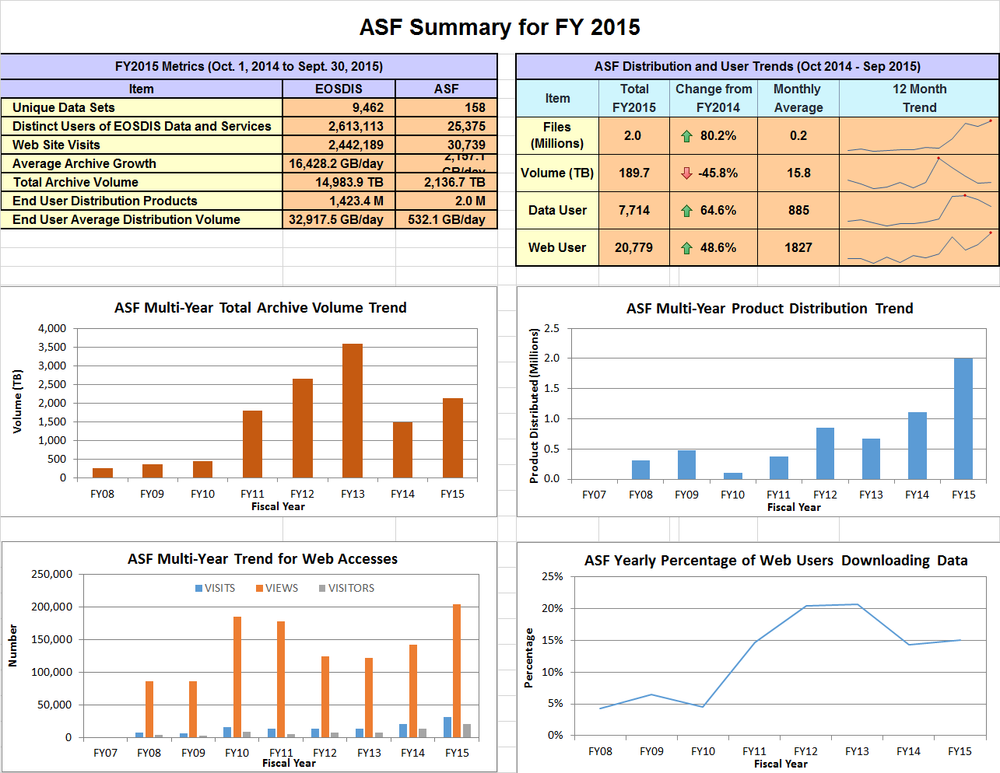 ASF Summary for FY 2015
FY2015 Metrics (Oct. 1, 2014 to Sept. 30, 2015)
Item EOSDIS ASF
Unique Data Sets 9,462 158
Distinct Users of EOSDIS Data and Services 2,613,113 25,375
Web Site Visits 2,442,189 30,739
Average Archive Growth 16,428.2 GB/day 2,157.1 GB/day
Total Archive Volume 14,983.9 TB 2,136.7 TB
End User Distribution Products 1,423.4 M 2.0 M
End User Average Distribution Volume 32,917.5 GB/day 532.1 GB/day
ASF Distribution and User Trends (Oct 2014 - Sep 2015)
Item Total FY2015 Change from FY2014 Monthly Average 12 Month Trend
Files (Millions) 2.0 80.2% 0.2
Volume (TB) 189.7 -45.8% 15.8
Data User 7,714 64.6% 885
Web User 20,779 48.6% 1827
ASF Multi-Year Total Archive Volume Trend
Volume (TB)
4,000
3,500
3,000
2,500
2,000
1,500
1,000
500
0
FY08 FY09 FY10 FY11 FY12 FY13 FY14 FY15
Fiscal Year
ASF Multi-Year Product Distribution Trend
Product Distributed (Millions)
2.5
2.0
1.5
1.0
0.5
0.0
FY07 FY08 FY09 FY10 FY11 FY12 FY13 FY14 FY15
Fiscal Year
ASF Multi-Year Trend for Web Accesses
VISITS VIEWS VISITORS
Number
250,000
200,000
150,000
100,000
50,000
0
FY07 FY08 FY09 FY10 FY11 FY12 FY13 FY14 FY15
Fiscal Year
ASF Yearly Percentage of Web Users Downloading Data
Percentage
25%
20%
15%
10%
5%
0%
FY08 FY09 FY10 FY11 FY12 FY13 FY14 FY15
Fiscal Year